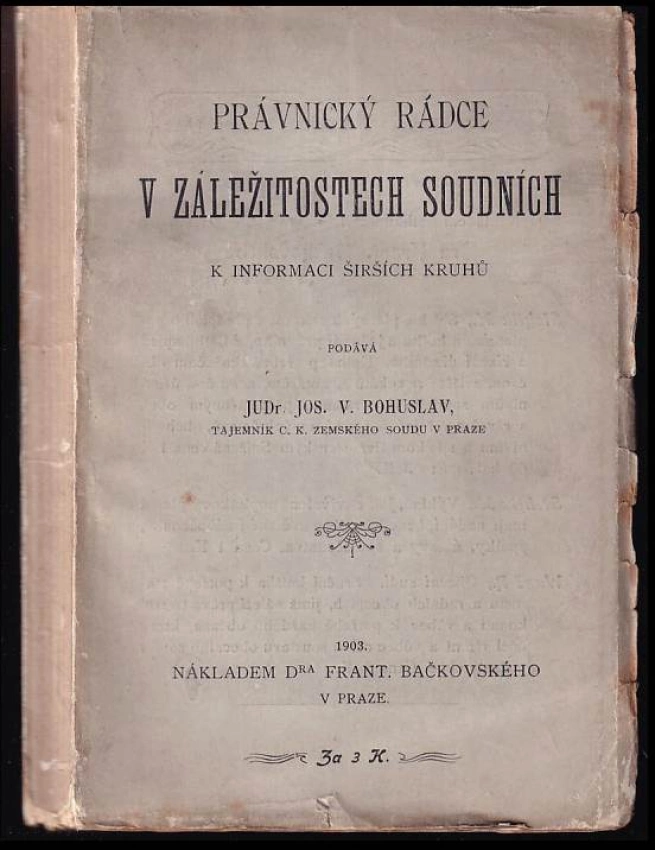 PRÁVNICKÝ RÁDCE
V ZÁLEŽITOSTECH SOUDNÍCH
K INFORMACI ŠIRŠÍCH KRUHŮ
PODÁVÁ
JUDr. JOS. V. BOHUSLAV,
TAJEMNÍK C. K. ZEMSKÉHO SOUDU V PRAZE
1903.
NÁKLADEM DRA FRANT. BAČKOVSKÉHO
V PRAZE.
Za 3 K.